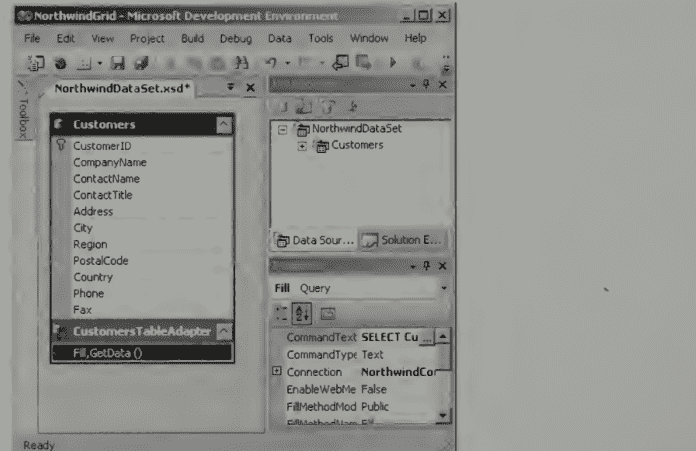 NorthwindGrid - Microsoft Development Environment
File Edit View Project Build Debug Data Tools Window Help
Toolbox
NorthwindDataSet.xsd*
Customers
CustomerID
CompanyName
ContactName
ContactTitle
Address
City
Region
PostalCode
Country
Phone
Fax
CustomersTableAdapter
Fill,GetData ()
NorthwindDataSet
Customers
Data Sour... Solution E...
Fill Query
CommandText SELECT Cu ...
CommandType Text
Connection NorthwindCor
EnableWebMe False
FillMethodMod Public
Ready